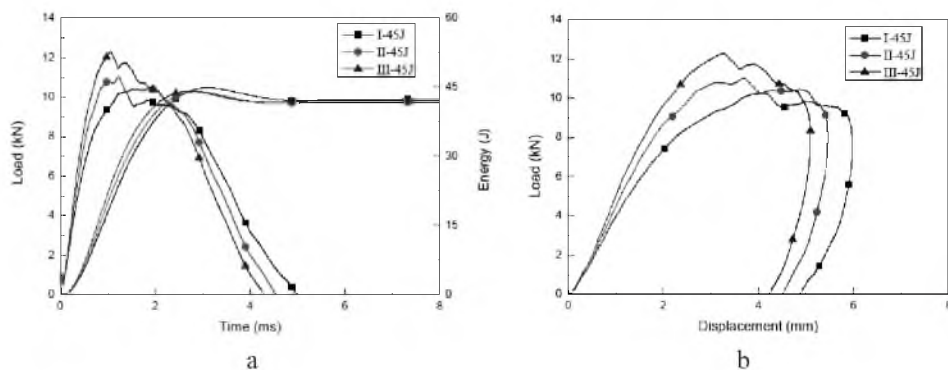 14
12
10
8
6
4
2
0
Load (kN)
0 2 4 6 8
Time (ms)
60
45
30
15
0
Energy (J)
I-45J
II-45J
III-45J
a
14
12
10
8
6
4
2
0
Load (kN)
0 2 4 6 8
Displacement (mm)
I-45J
II-45J
III-45J
b